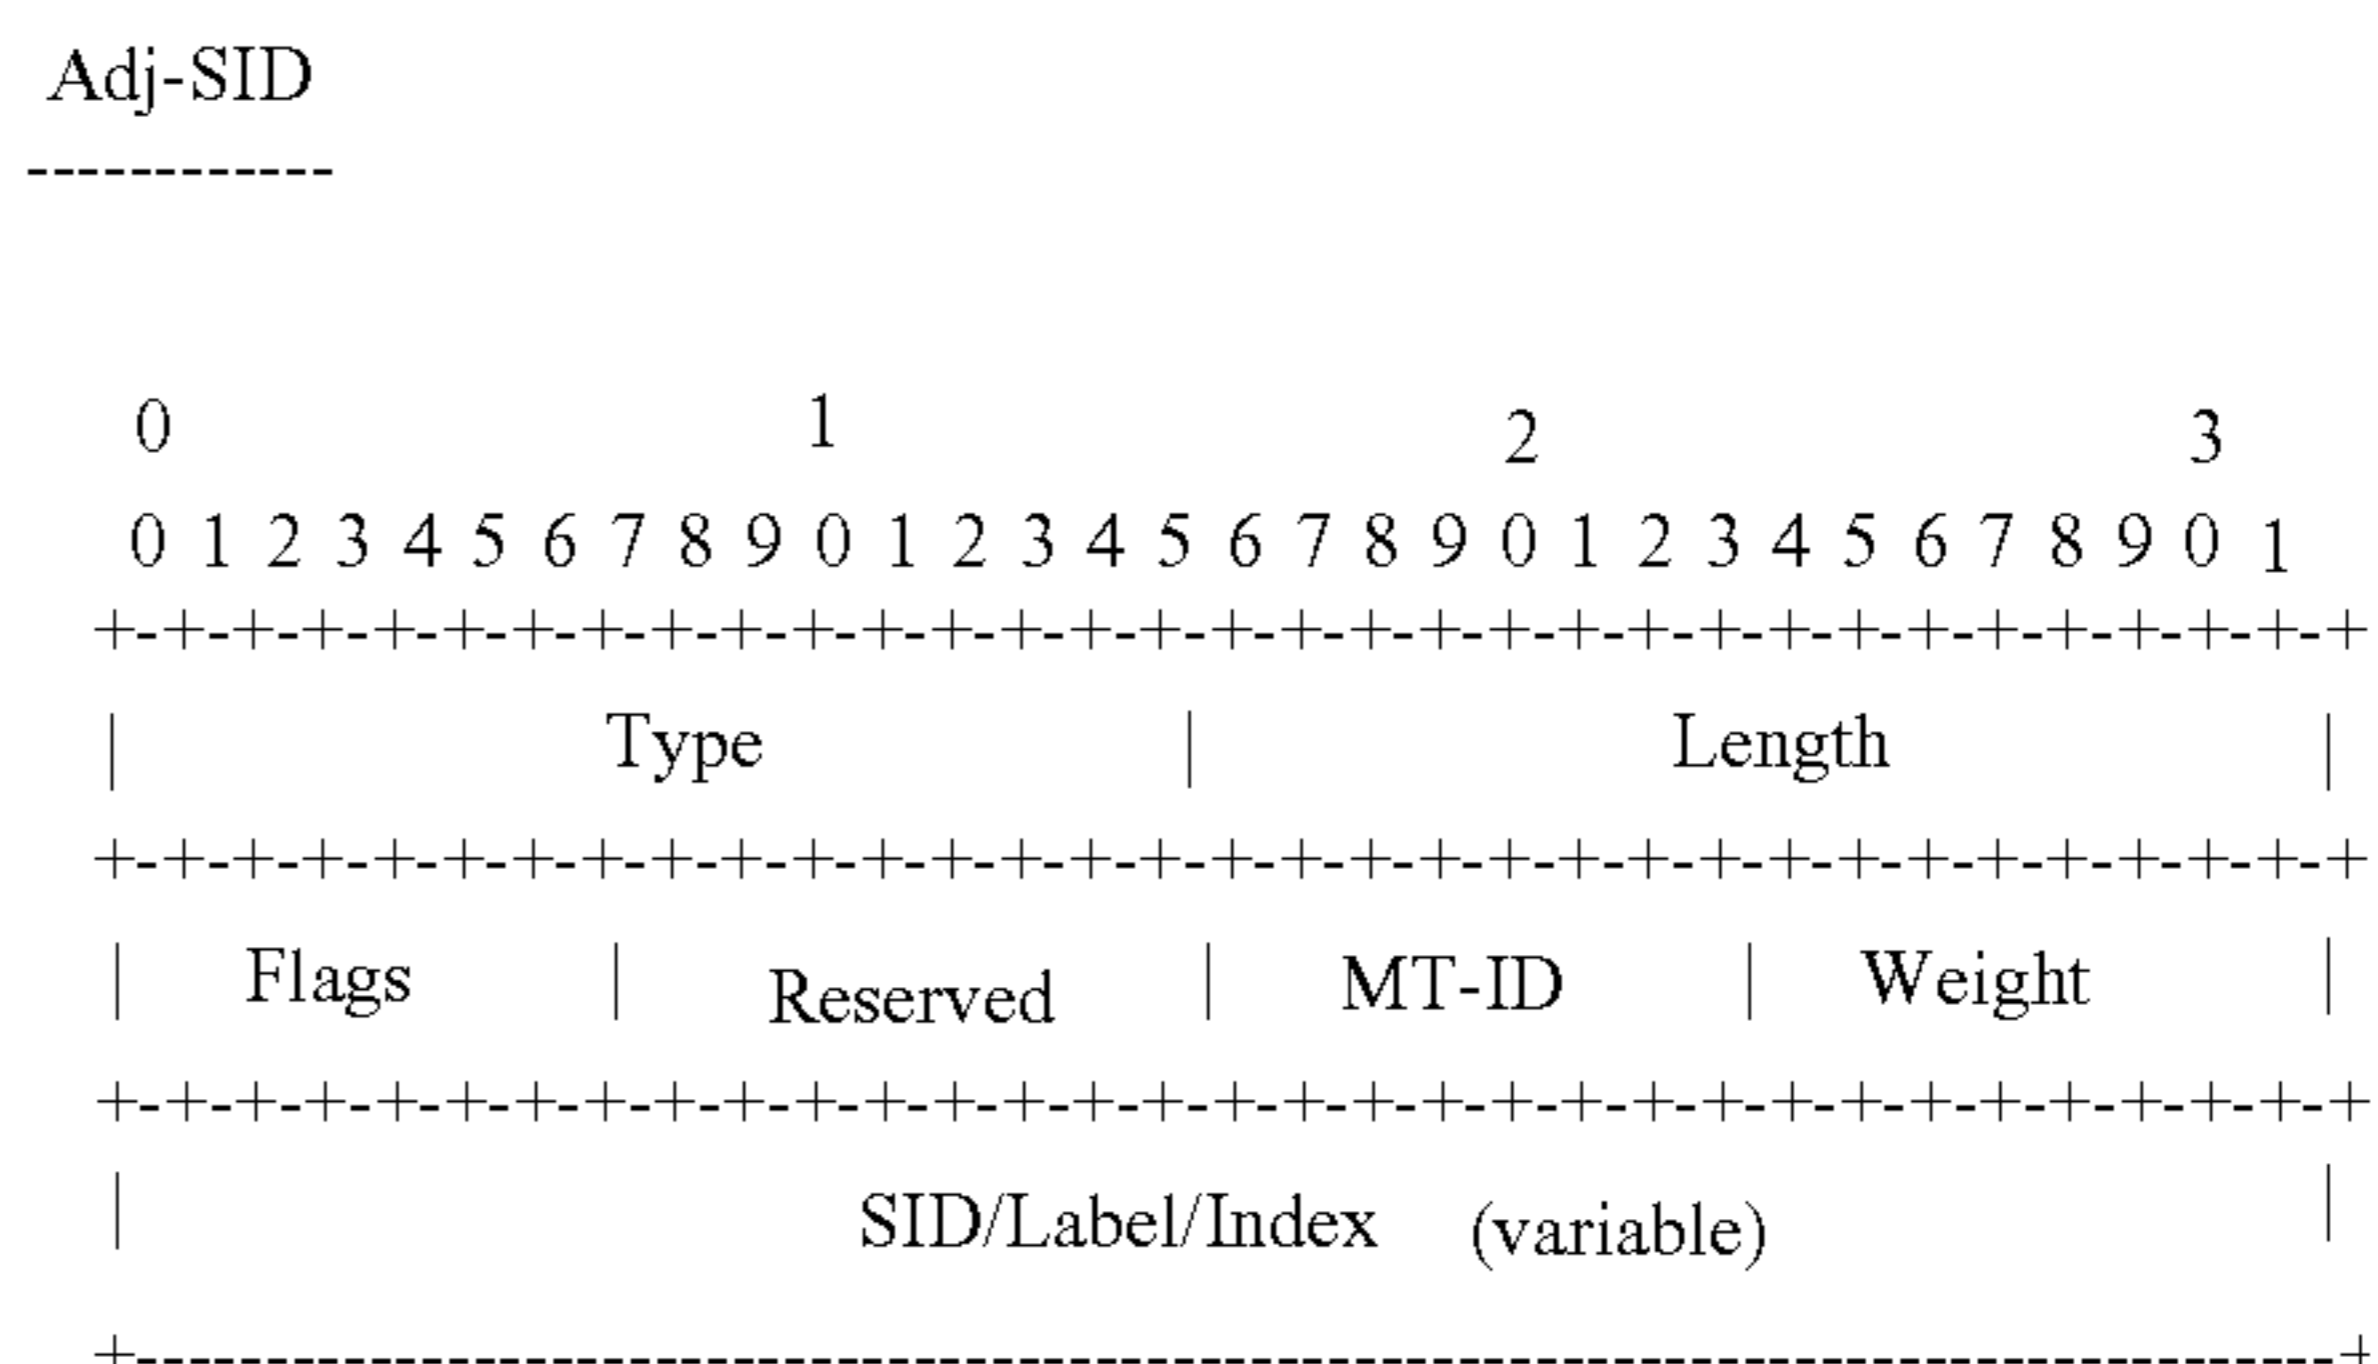 Adj-SID
------------
0 1 2 3
0 1 2 3 4 5 6 7 8 9 0 1 2 3 4 5 6 7 8 9 0 1 2 3 4 5 6 7 8 9 0 1
+-+-+-+-+-+-+-+-+-+-+-+-+-+-+-+-+-+-+-+-+-+-+-+-+-+-+-+-+-+-+-+-+
| Type | Length |
+-+-+-+-+-+-+-+-+-+-+-+-+-+-+-+-+-+-+-+-+-+-+-+-+-+-+-+-+-+-+-+-+
| Flags | Reserved | MT-ID | Weight |
+-+-+-+-+-+-+-+-+-+-+-+-+-+-+-+-+-+-+-+-+-+-+-+-+-+-+-+-+-+-+-+-+
| SID/Label/Index (variable) |
+---------------------------------------------------------------+